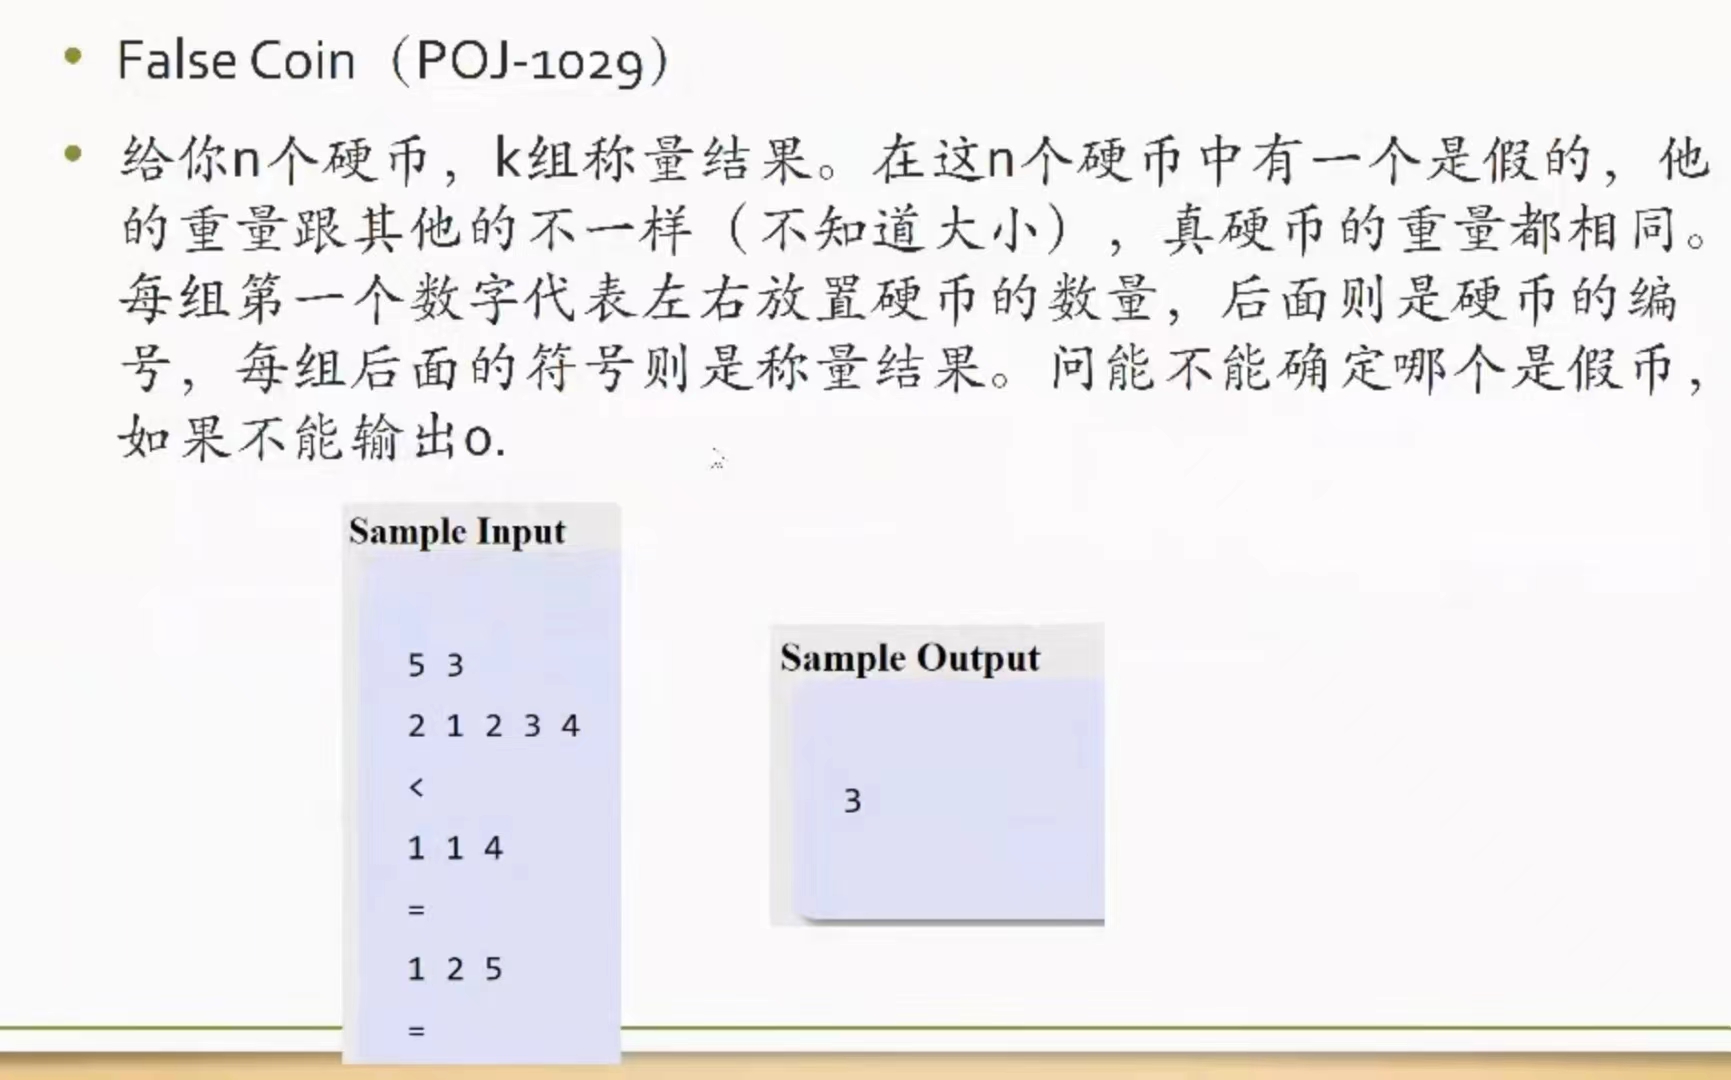 False Coin（POJ-1029）
给你n个硬币，k组称量结果。在这n个硬币中有一个是假的，他
的重量跟其他的不一样（不知道大小），真硬币的重量都相同。
每组第一个数字代表左右放置硬币的数量，后面则是硬币的编
号，每组后面的符号则是称量结果。问能不能确定哪个是假币，
如果不能输出0.
Sample Input
5 3
2 1 2 3 4
<
1 1 4
=
1 2 5
=
Sample Output
3